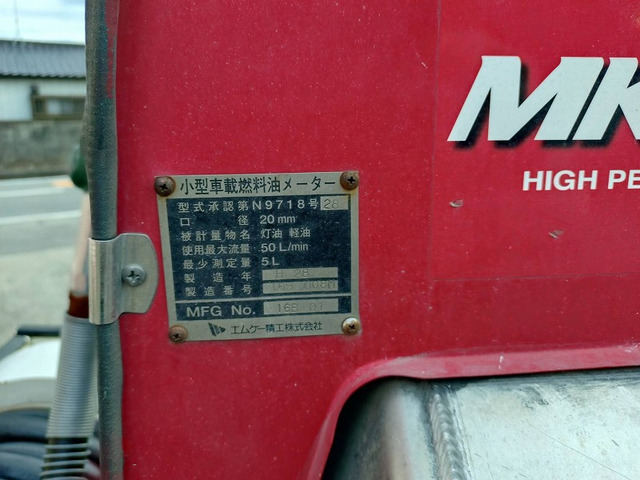 小型車載燃料油メーター
型式承認第N9718号 28
口 径 20mm
被計量物名 灯油 軽油
使用最大流量 50L/min
最少測定量 5L
製造年 H 28
製造番号
MFG No. 16B 01
エムケー精工株式会社
MK
HIGH PE